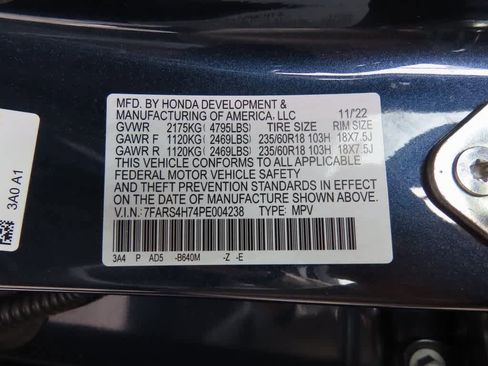 MFD. BY HONDA DEVELOPMENT &
MANUFACTURING OF AMERICA, LLC 11/'22
GVWR 2175KG( 4795LBS) TIRE SIZE RIM SIZE
GAWR F 1120KG( 2469LBS) 235/60R18 103H 18X7.5J
GAWR R 1120KG( 2469LBS) 235/60R18 103H 18X7.5J
THIS VEHICLE CONFORMS TO ALL APPLICABLE
FEDERAL MOTOR VEHICLE SAFETY
AND THEFT PREVENTION STANDARDS IN EFFECT
ON THE DATE OF MANUFACTURE SHOWN ABOVE.
V.I.N.: 7FARS4H74PE004238 TYPE: MPV
3A4 P AD5 -B640M -Z -E
3A0 A1